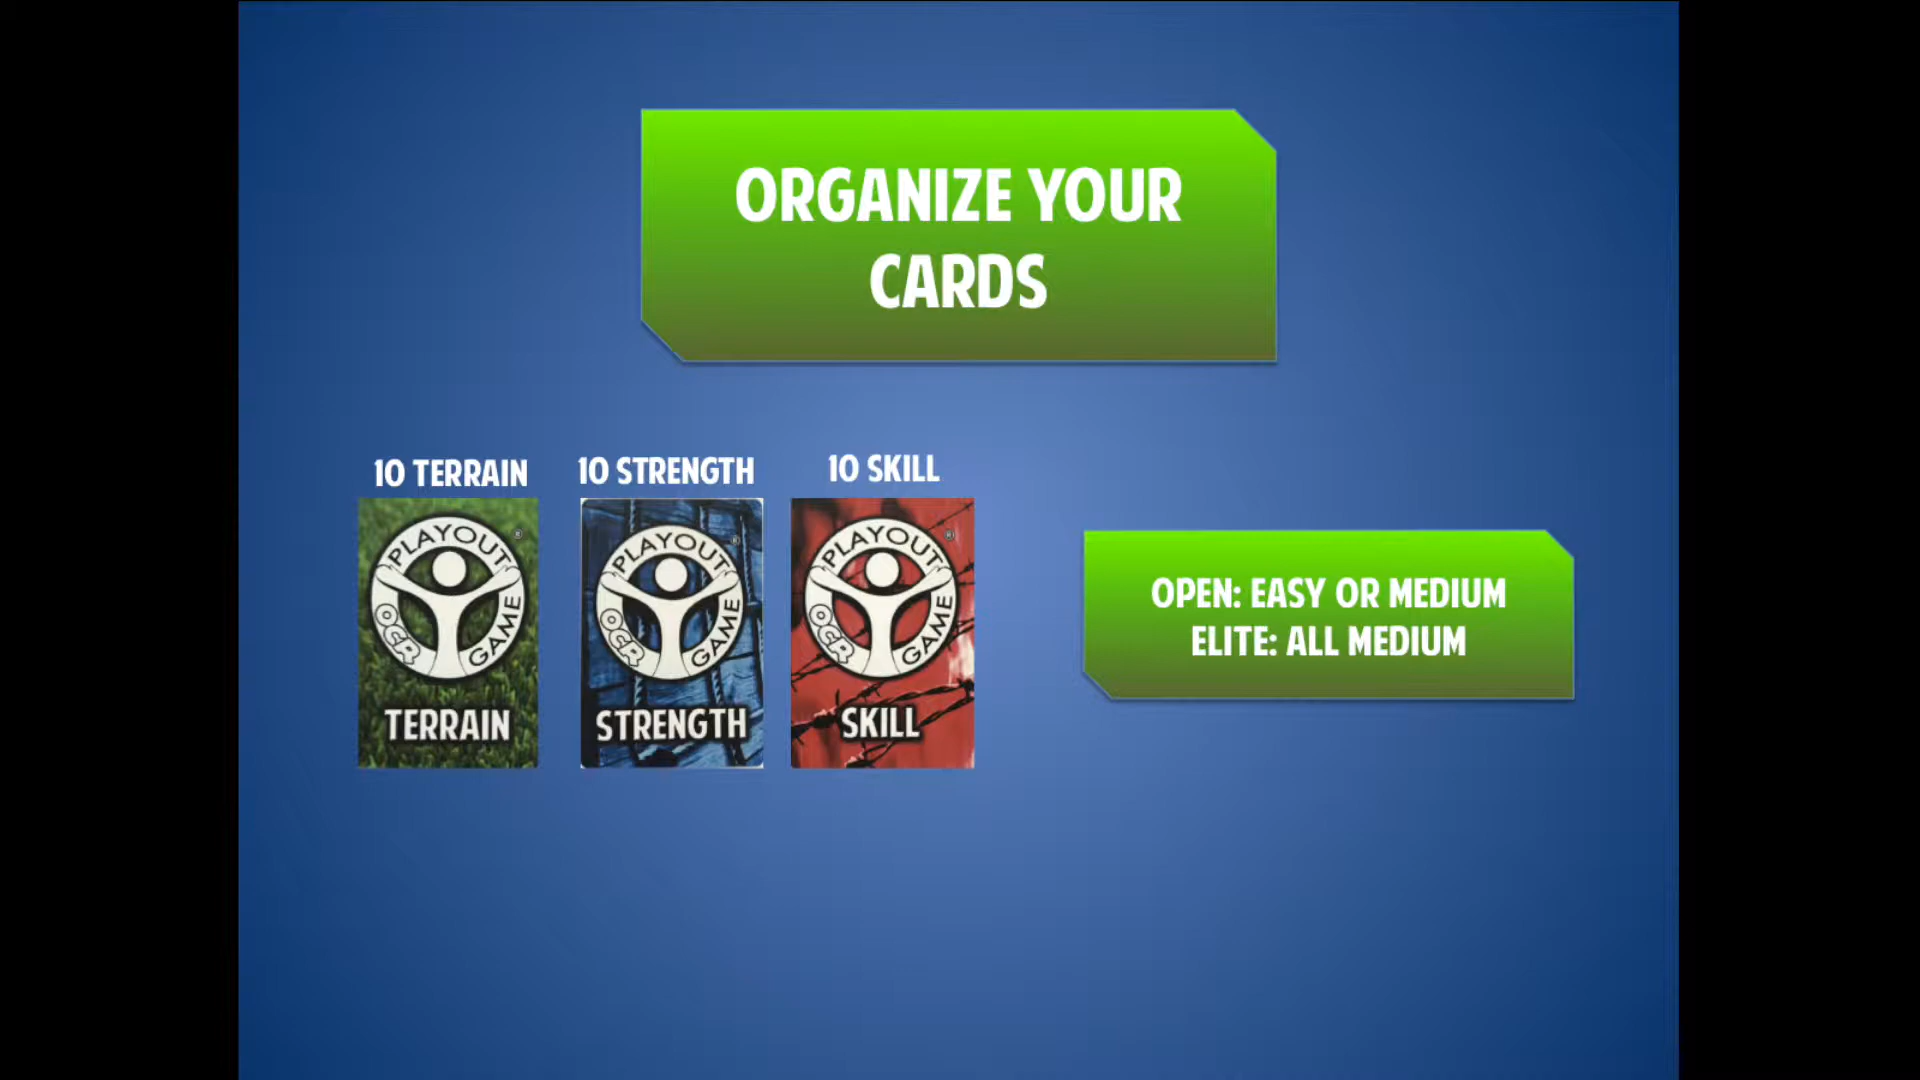 ORGANIZE YOUR
CARDS
10 TERRAIN
10 STRENGTH
10 SKILL
PLAYOUT
OCR GAME
®
TERRAIN
PLAYOUT
OCR GAME
®
STRENGTH
PLAYOUT
OCR GAME
®
SKILL
OPEN: EASY OR MEDIUM
ELITE: ALL MEDIUM